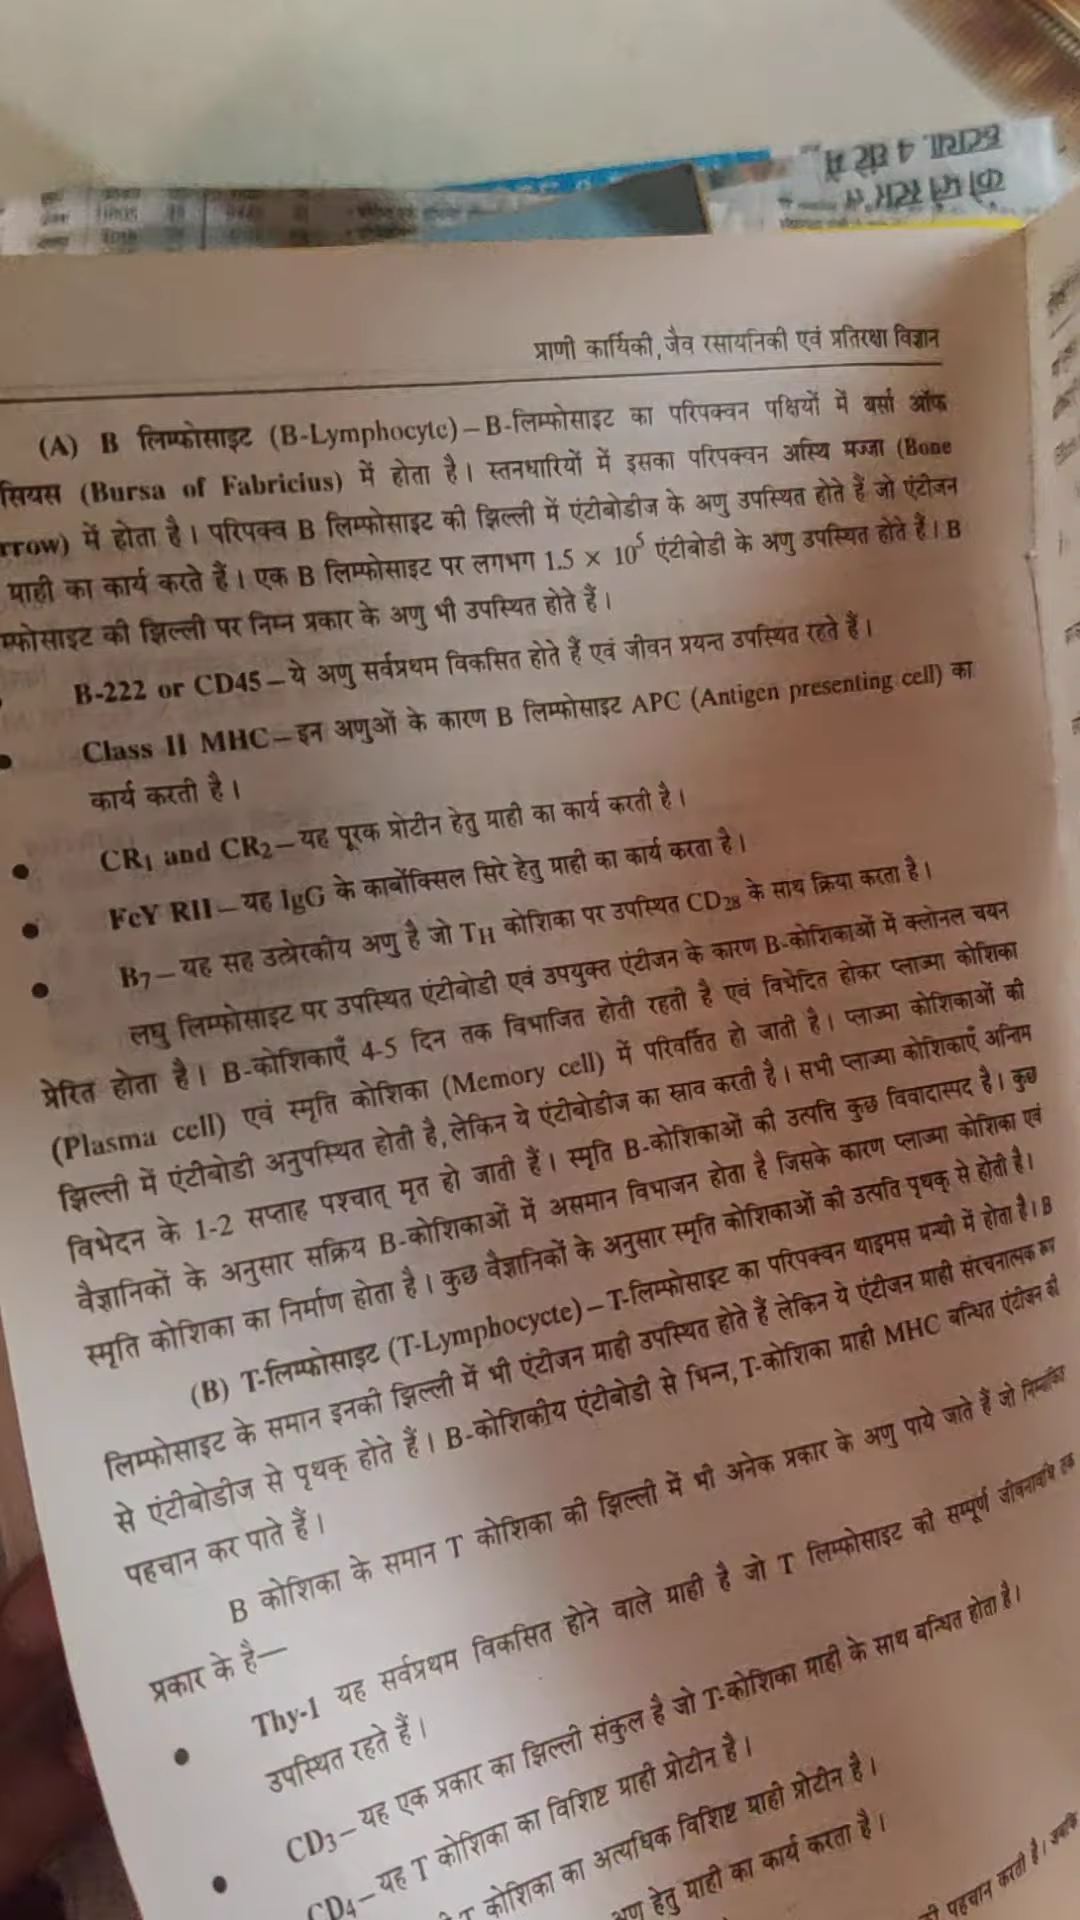 प्राणी कार्यिकी, जैव रसायनिकी एवं प्रतिरक्षा विज्ञान
(A) B लिम्फोसाइट (B-Lymphocyte) – B-लिम्फोसाइट का परिपक्वन पक्षियों में बर्सा ऑफ
सियस (Bursa of Fabricius) में होता है। स्तनधारियों में इसका परिपक्वन अस्थि मज्जा (Bone
rrow) में होता है। परिपक्व B लिम्फोसाइट की झिल्ली में एंटीबोडीज के अणु उपस्थित होते हैं जो एंटीजन
ग्राही का कार्य करते हैं। एक B लिम्फोसाइट पर लगभग 1.5 × 10⁵ एंटीबोडी के अणु उपस्थित होते हैं। B
म्फोसाइट की झिल्ली पर निम्न प्रकार के अणु भी उपस्थित होते हैं।
B-222 or CD45 – ये अणु सर्वप्रथम विकसित होते हैं एवं जीवन प्रयन्त उपस्थित रहते हैं।
Class II MHC – इन अणुओं के कारण B लिम्फोसाइट APC (Antigen presenting cell) का
कार्य करती है।
CR₁ and CR₂ – यह पूरक प्रोटीन हेतु ग्राही का कार्य करती है।
FcY RII – यह IgG के कार्बोक्सिल सिरे हेतु ग्राही का कार्य करता है।
B₇ – यह सह उत्प्रेरकीय अणु है जो T_H कोशिका पर उपस्थित CD₂₈ के साथ क्रिया करता है।
लघु लिम्फोसाइट पर उपस्थित एंटीबोडी एवं उपयुक्त एंटीजन के कारण B-कोशिकाओं में क्लोनल चयन
प्रेरित होता है। B-कोशिकाएँ 4-5 दिन तक विभाजित होती रहती है एवं विभेदित होकर प्लाज्मा कोशिका
(Plasma cell) एवं स्मृति कोशिका (Memory cell) में परिवर्तित हो जाती है। प्लाज्मा कोशिकाओं की
झिल्ली में एंटीबोडी अनुपस्थित होती है, लेकिन ये एंटीबोडीज का स्राव करती है। सभी प्लाज्मा कोशिकाएँ अन्तिम
विभेदन के 1-2 सप्ताह पश्चात् मृत हो जाती हैं। स्मृति B-कोशिकाओं की उत्पत्ति कुछ विवादास्पद है। कुछ
वैज्ञानिकों के अनुसार सक्रिय B-कोशिकाओं में असमान विभाजन होता है जिसके कारण प्लाज्मा कोशिका एवं
स्मृति कोशिका का निर्माण होता है। कुछ वैज्ञानिकों के अनुसार स्मृति कोशिकाओं की उत्पति पृथक् से होती है।
(B) T-लिम्फोसाइट (T-Lymphocycte) – T-लिम्फोसाइट का परिपक्वन थाइमस ग्रन्थी में होता है। B
लिम्फोसाइट के समान इनकी झिल्ली में भी एंटीजन ग्राही उपस्थित होते हैं लेकिन ये एंटीजन ग्राही संरचनात्मक रूप
से एंटीबोडीज से पृथक् होते हैं। B-कोशिकीय एंटीबोडी से भिन्न, T-कोशिका ग्राही MHC बन्धित एंटीजन की
पहचान कर पाते हैं।
B कोशिका के समान T कोशिका की झिल्ली में भी अनेक प्रकार के अणु पाये जाते हैं जो
प्रकार के है—
Thy-1 यह सर्वप्रथम विकसित होने वाले ग्राही है जो T लिम्फोसाइट की सम्पूर्ण जीवनावधि तक
उपस्थित रहते हैं।
CD₃ – यह एक प्रकार का झिल्ली संकुल है जो T-कोशिका ग्राही के साथ बन्धित होता है।
CD₄ – यह T कोशिका का विशिष्ट ग्राही प्रोटीन है।
T कोशिका का अत्यधिक विशिष्ट ग्राही प्रोटीन है।
हेतु ग्राही का कार्य करता है।
की पहचान करती है।